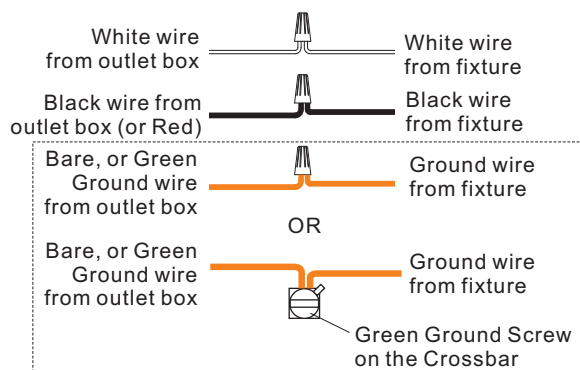 White wire
from outlet box
White wire
from fixture
Black wire from
outlet box (or Red)
Black wire
from fixture
Bare, or Green
Ground wire
from outlet box
Ground wire
from fixture
OR
Bare, or Green
Ground wire
from outlet box
Ground wire
from fixture
Green Ground Screw
on the Crossbar